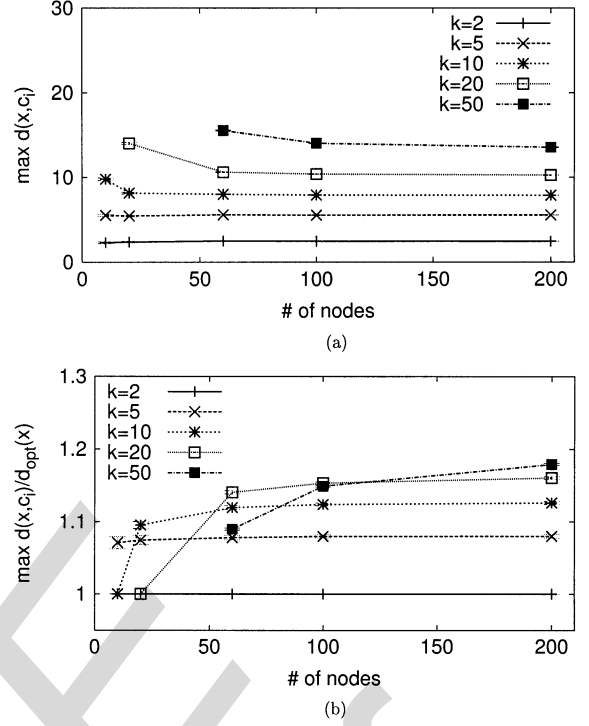 30
20
10
0
max d(x,c_i)
k=2
k=5
k=10
k=20
k=50
0 50 100 150 200
# of nodes
(a)
1.3
1.2
1.1
1
max d(x,c_i)/d_opt(x)
k=2
k=5
k=10
k=20
k=50
0 50 100 150 200
# of nodes
(b)